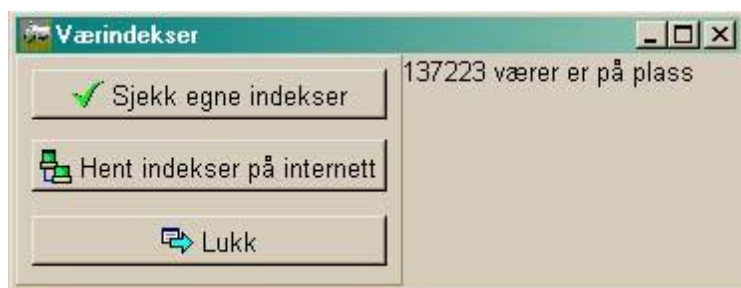 Værindekser
Sjekk egne indekser
137223 værer er på plass
Hent indekser på internett
Lukk